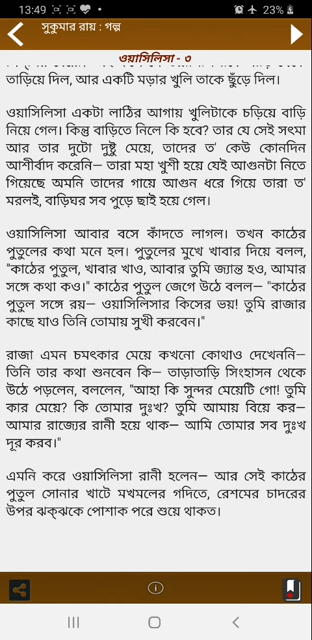 13:49
23%
সুকুমার রায় : গল্প
ওয়াসিলিসা - ৩
তাড়িয়ে দিল, আর একটি মড়ার খুলি তাকে ছুঁড়ে দিল।
ওয়াসিলিসা একটা লাঠির আগায় খুলিটাকে চড়িয়ে বাড়ি
নিয়ে গেল। কিন্তু বাড়িতে নিলে কি হবে? তার যে সেই সৎমা
আর তার দুটো দুষ্টু মেয়ে, তাদের ত' কেউ কোনদিন
আশীর্বাদ করেনি— তারা মহা খুশী হয়ে যেই আগুনটা নিতে
গিয়েছে অমনি তাদের গায়ে আগুন ধরে গিয়ে তারা ত'
মরলই, বাড়িঘর সব পুড়ে ছাই হয়ে গেল।
ওয়াসিলিসা আবার বসে কাঁদতে লাগল। তখন কাঠের
পুতুলের কথা মনে হল। পুতুলের মুখে খাবার দিয়ে বলল,
"কাঠের পুতুল, খাবার খাও, আবার তুমি জ্যান্ত হও, আমার
সঙ্গে কথা কও।" কাঠের পুতুল জেগে উঠে বলল— "কাঠের
পুতুল সঙ্গে রয়— ওয়াসিলিসার কিসের ভয়! তুমি রাজার
কাছে যাও তিনি তোমায় সুখী করবেন।"
রাজা এমন চমৎকার মেয়ে কখনো কোথাও দেখেননি—
তিনি তার কথা শুনবেন কি— তাড়াতাড়ি সিংহাসন থেকে
উঠে পড়লেন, বললেন, "আহা কি সুন্দর মেয়েটি গো! তুমি
কার মেয়ে? কি তোমার দুঃখ? তুমি আমায় বিয়ে কর—
আমার রাজ্যের রানী হয়ে থাক— আমি তোমার সব দুঃখ
দূর করব।"
এমনি করে ওয়াসিলিসা রানী হলেন— আর সেই কাঠের
পুতুল সোনার খাটে মখমলের গদিতে, রেশমের চাদরের
উপর ঝক্‌ঝকে পোশাক পরে শুয়ে থাকত।